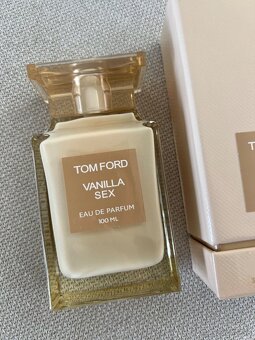 TOM FORD
VANILLA
SEX
EAU DE PARFUM
100 ML